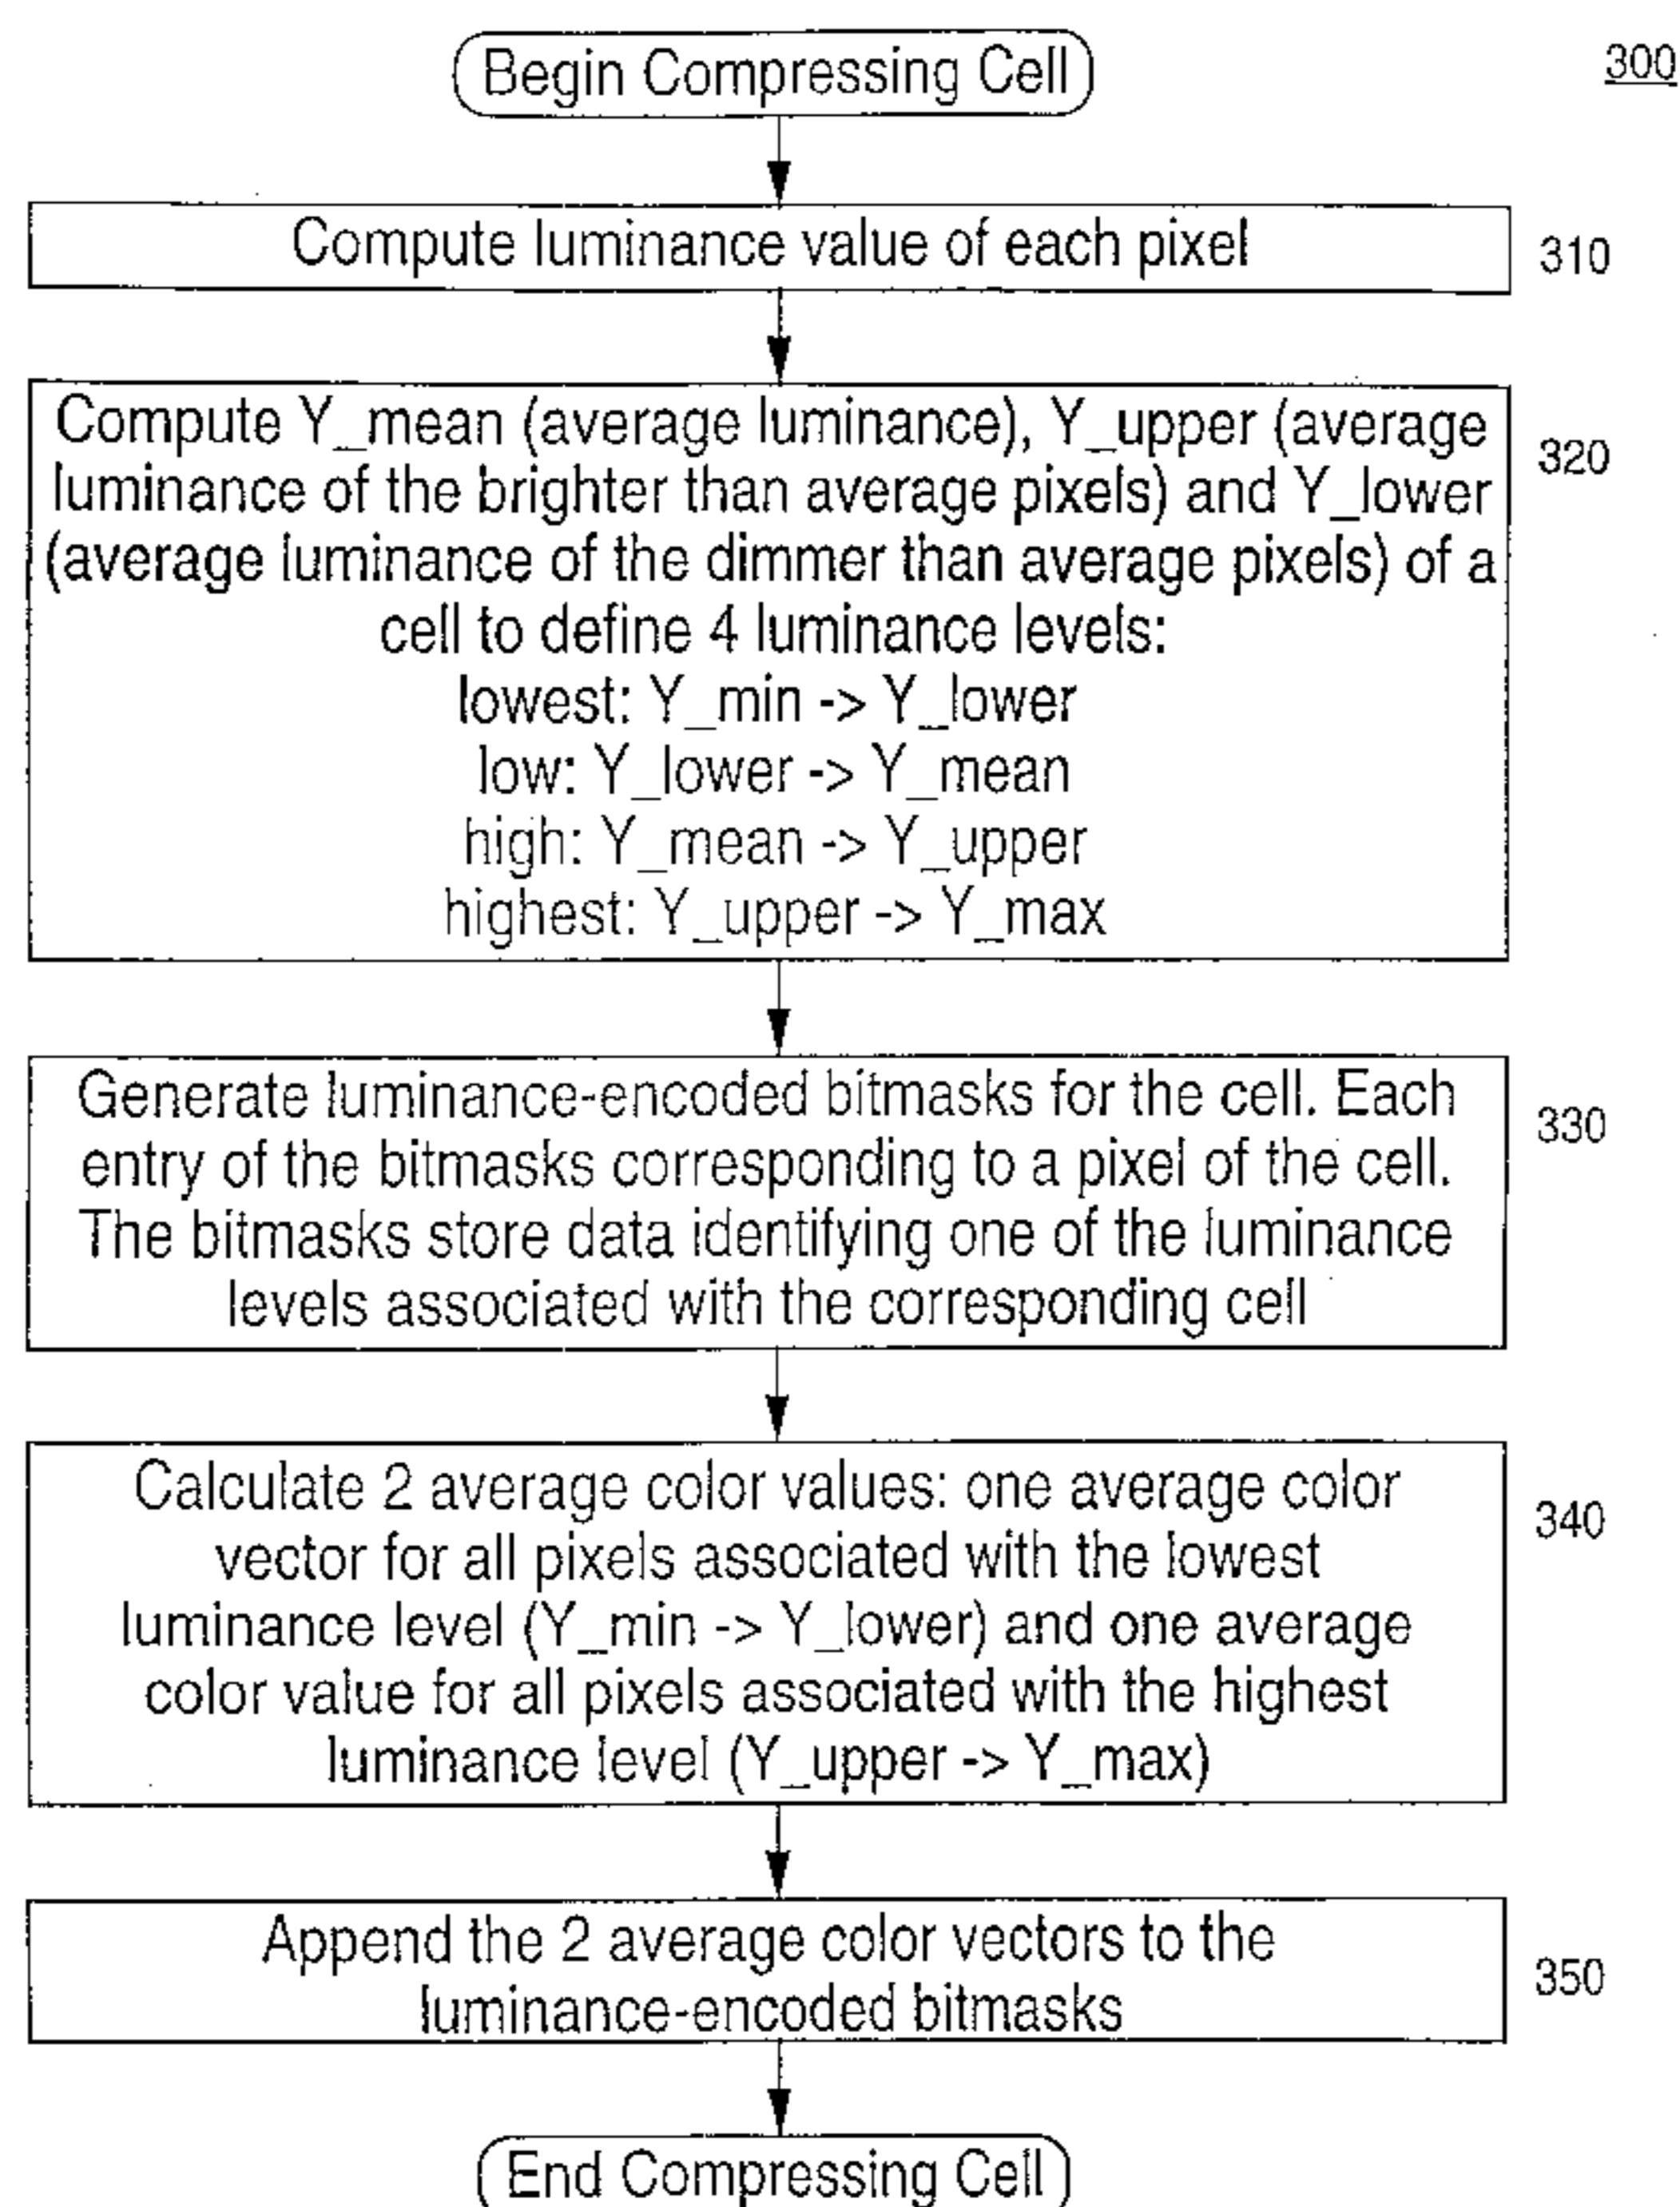 Begin Compressing Cell
300
Compute luminance value of each pixel
310
Compute Y_mean (average luminance), Y_upper (average
luminance of the brighter than average pixels) and Y_lower
(average luminance of the dimmer than average pixels) of a
cell to define 4 luminance levels:
lowest: Y_min -> Y_lower
low: Y_lower -> Y_mean
high: Y_mean -> Y_upper
highest: Y_upper -> Y_max
320
Generate luminance-encoded bitmasks for the cell. Each
entry of the bitmasks corresponding to a pixel of the cell.
The bitmasks store data identifying one of the luminance
levels associated with the corresponding cell
330
Calculate 2 average color values: one average color
vector for all pixels associated with the lowest
luminance level (Y_min -> Y_lower) and one average
color value for all pixels associated with the highest
luminance level (Y_upper -> Y_max)
340
Append the 2 average color vectors to the
luminance-encoded bitmasks
350
End Compressing Cell